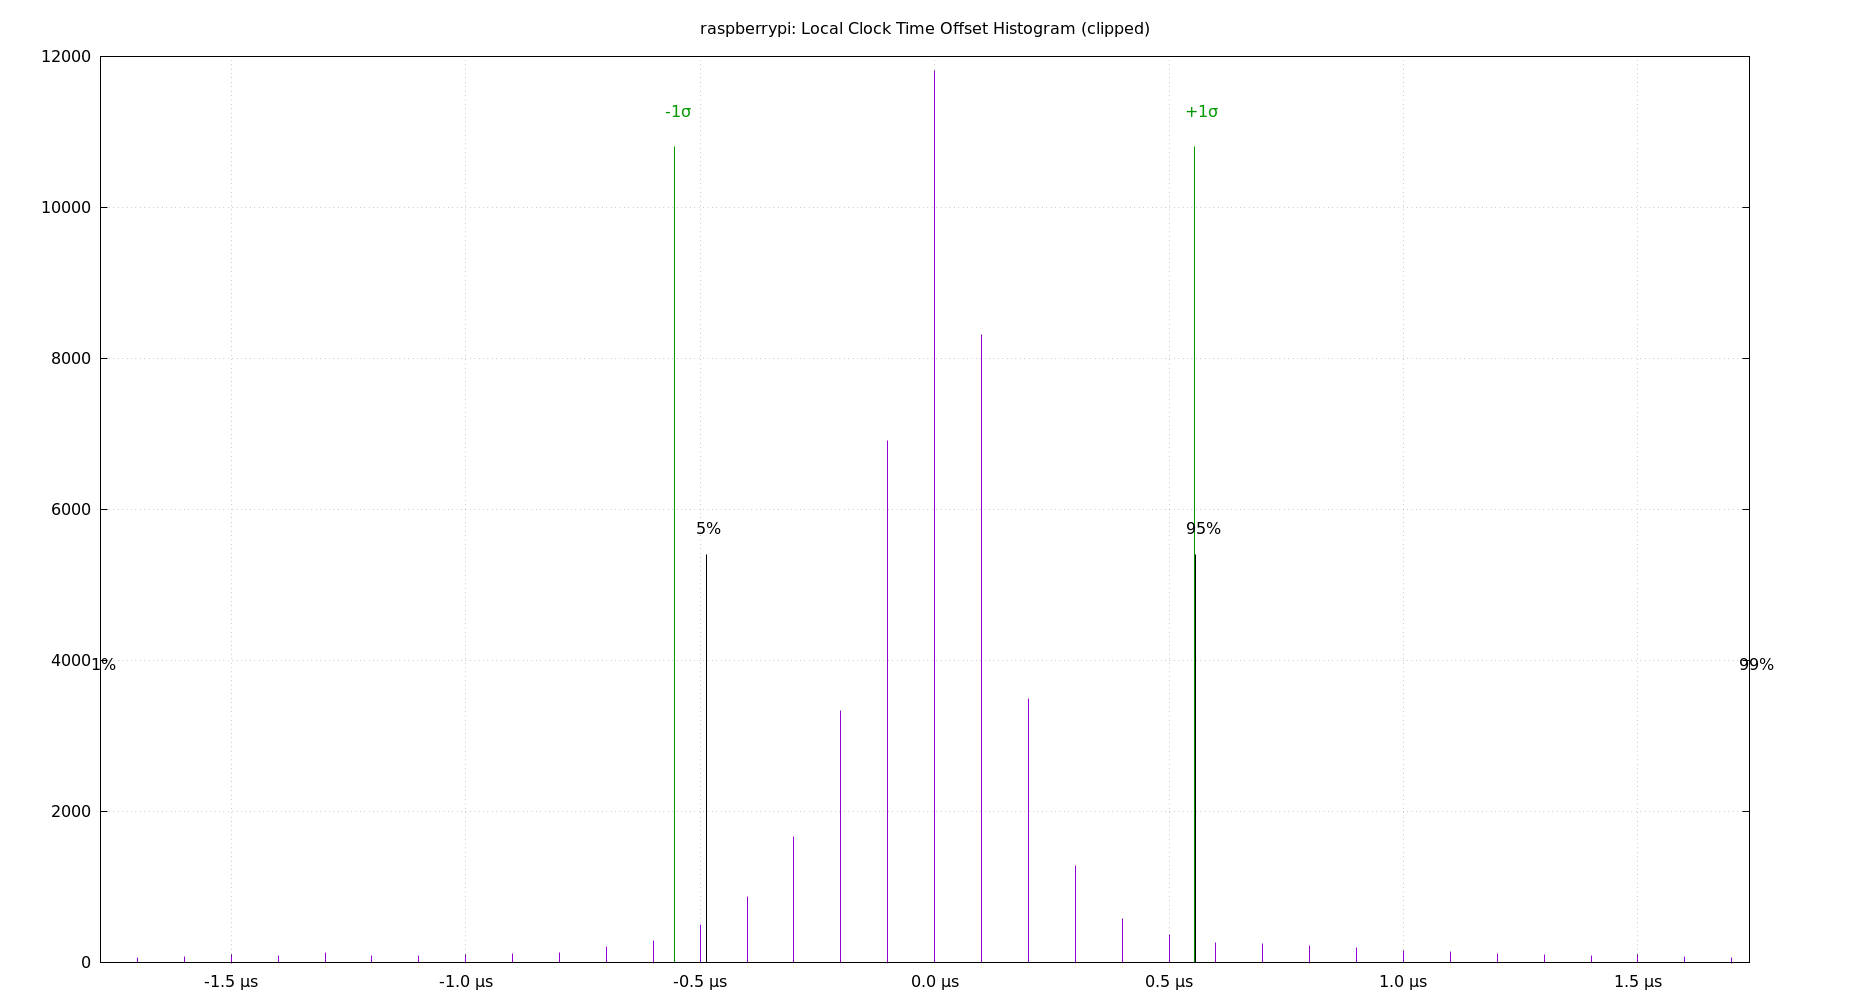 raspberrypi: Local Clock Time Offset Histogram (clipped)
12000
-1σ +1σ
10000
8000
6000
5% 95%
4000 1% 99%
2000
0
-1.5 µs -1.0 µs -0.5 µs 0.0 µs 0.5 µs 1.0 µs 1.5 µs